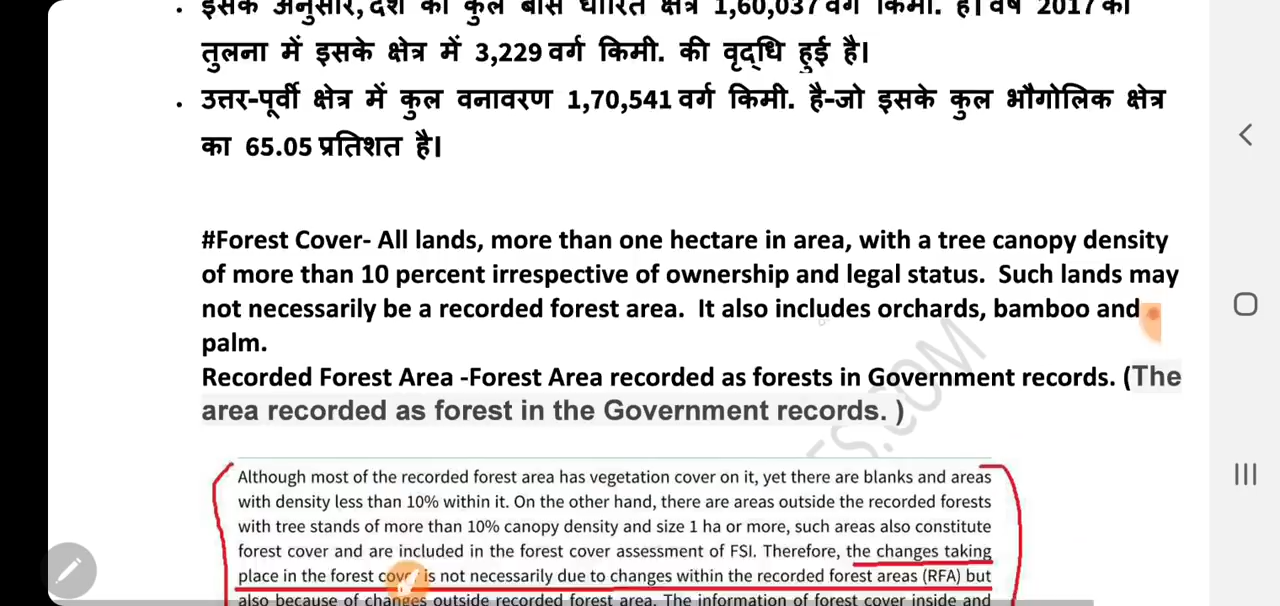 इसके अनुसार, देश का कुल बाँस धारित क्षेत्र 1,60,037 वर्ग किमी. है। वर्ष 2017 की
तुलना में इसके क्षेत्र में 3,229 वर्ग किमी. की वृद्धि हुई है।
उत्तर-पूर्वी क्षेत्र में कुल वनावरण 1,70,541 वर्ग किमी. है-जो इसके कुल भौगोलिक क्षेत्र
का 65.05 प्रतिशत है।
#Forest Cover- All lands, more than one hectare in area, with a tree canopy density
of more than 10 percent irrespective of ownership and legal status. Such lands may
not necessarily be a recorded forest area. It also includes orchards, bamboo and
palm.
Recorded Forest Area -Forest Area recorded as forests in Government records. (The
area recorded as forest in the Government records. )
Although most of the recorded forest area has vegetation cover on it, yet there are blanks and areas
with density less than 10% within it. On the other hand, there are areas outside the recorded forests
with tree stands of more than 10% canopy density and size 1 ha or more, such areas also constitute
forest cover and are included in the forest cover assessment of FSI. Therefore, the changes taking
place in the forest cover is not necessarily due to changes within the recorded forest areas (RFA) but
also because of changes outside recorded forest area. The information of forest cover inside and